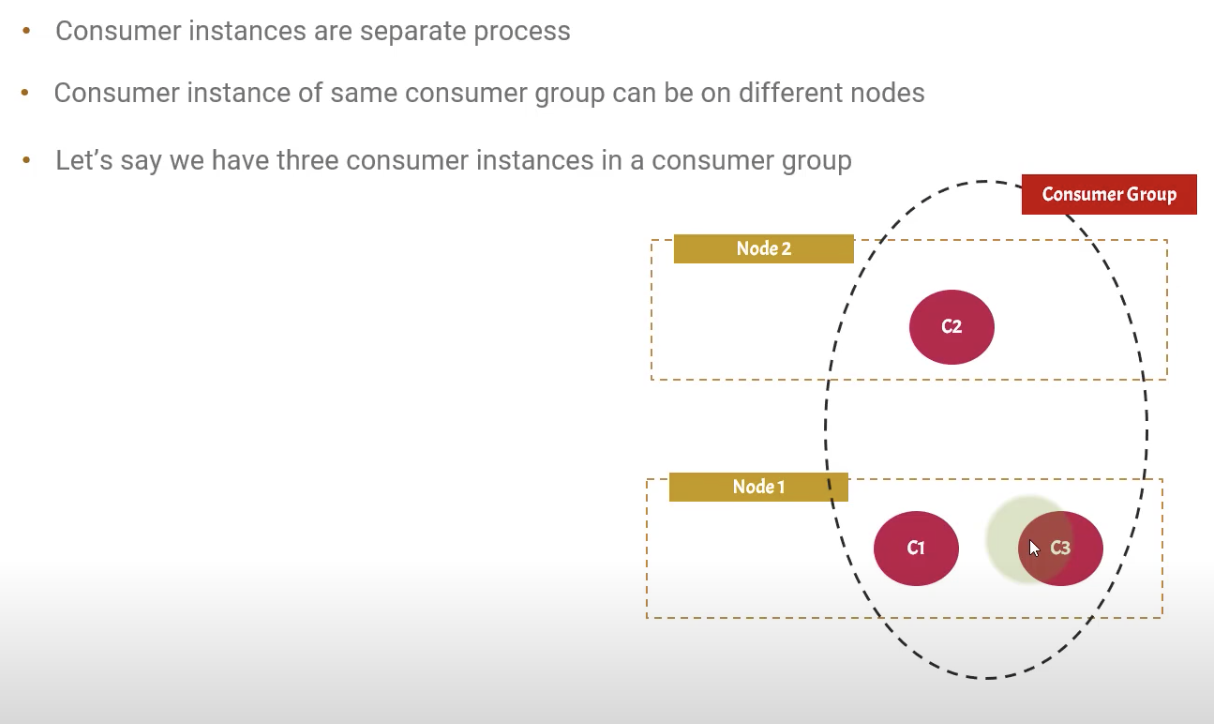 • Consumer instances are separate process
• Consumer instance of same consumer group can be on different nodes
• Let’s say we have three consumer instances in a consumer group
Consumer Group
Node 2
C2
Node 1
C1
C3